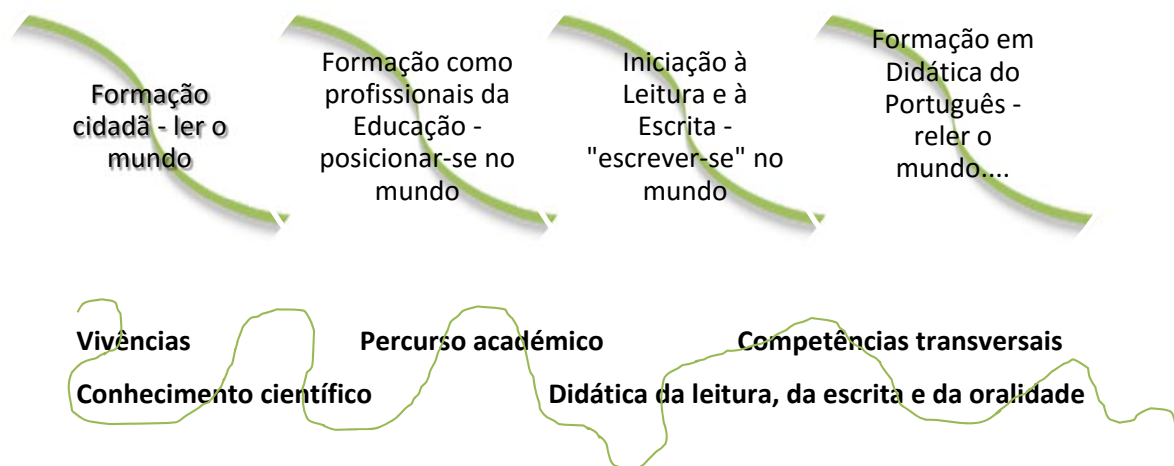 Formação
cidadã - ler o
mundo
Formação como
profissionais da
Educação -
posicionar-se no
mundo
Iniciação à
Leitura e à
Escrita -
"escrever-se" no
mundo
Formação em
Didática do
Português -
reler o
mundo....
Vivências Percurso académico Competências transversais
Conhecimento científico Didática da leitura, da escrita e da oralidade